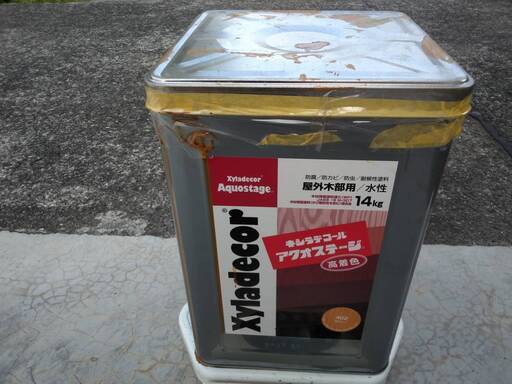 Xyladecor
Aquostage®
防腐/防カビ/防虫/耐候性塗料
屋外木部用/水性
14kg
Xyladecor®
キシラデコール
アクオステージ
高着色
402